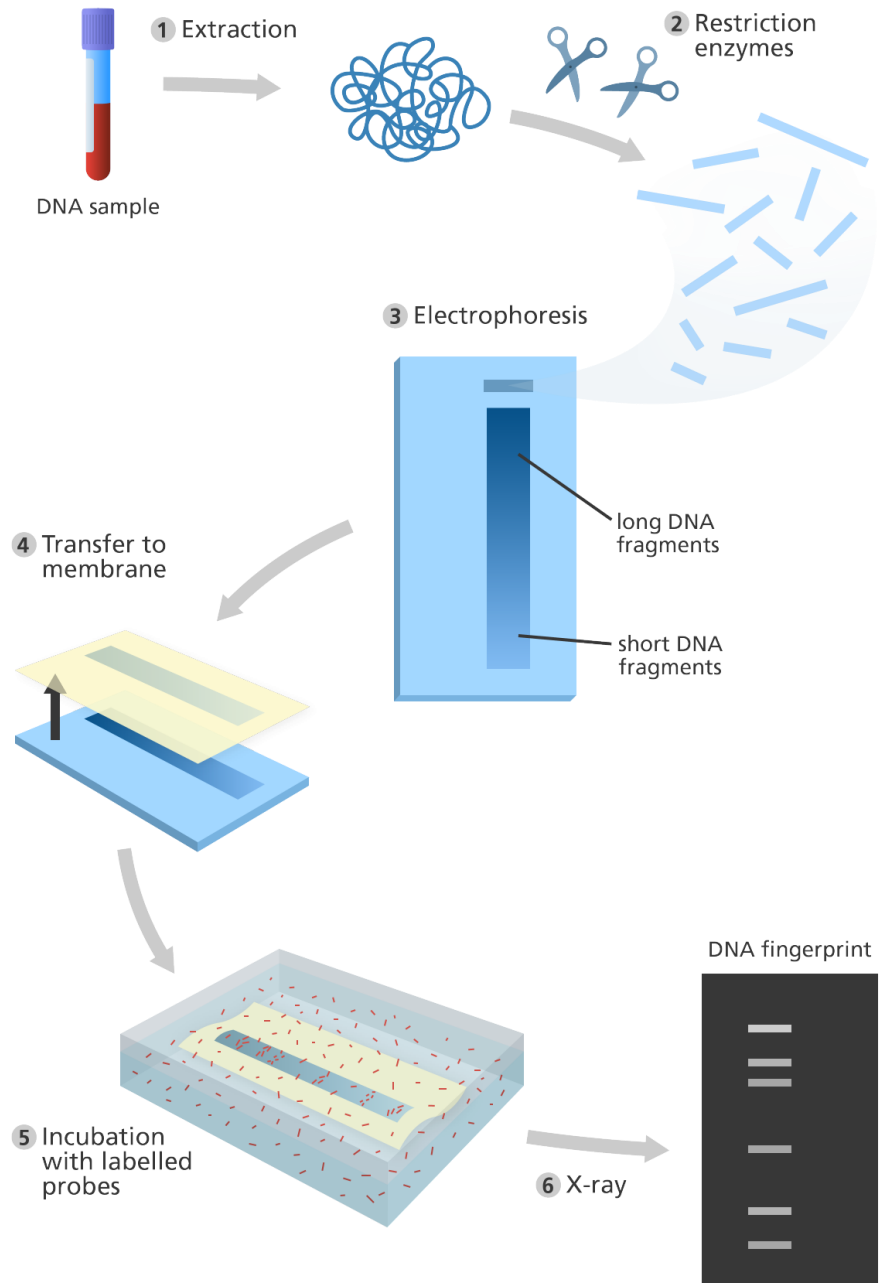 1 Extraction
2 Restriction
enzymes
DNA sample
3 Electrophoresis
long DNA
fragments
short DNA
fragments
4 Transfer to
membrane
5 Incubation
with labelled
probes
6 X-ray
DNA fingerprint